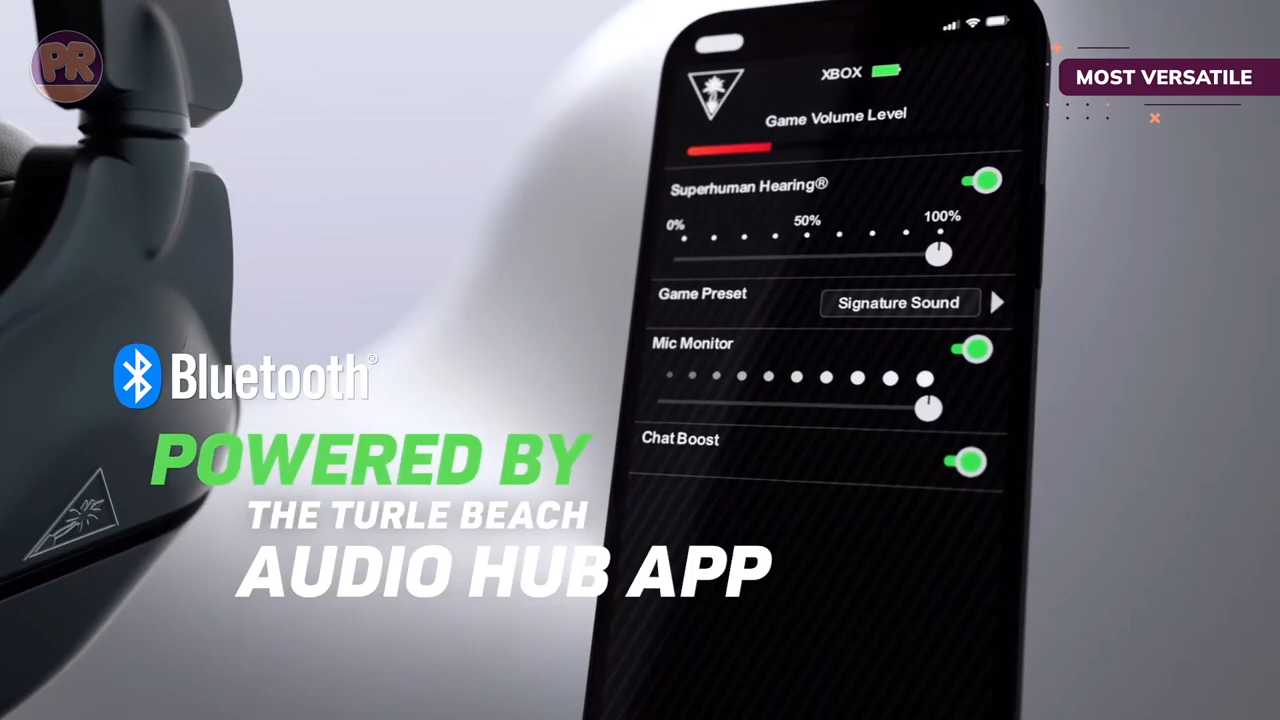 PR
MOST VERSATILE
XBOX
Game Volume Level
Superhuman Hearing®
0% 50% 100%
Game Preset Signature Sound
Mic Monitor
Chat Boost
Bluetooth®
POWERED BY
THE TURLE BEACH
AUDIO HUB APP